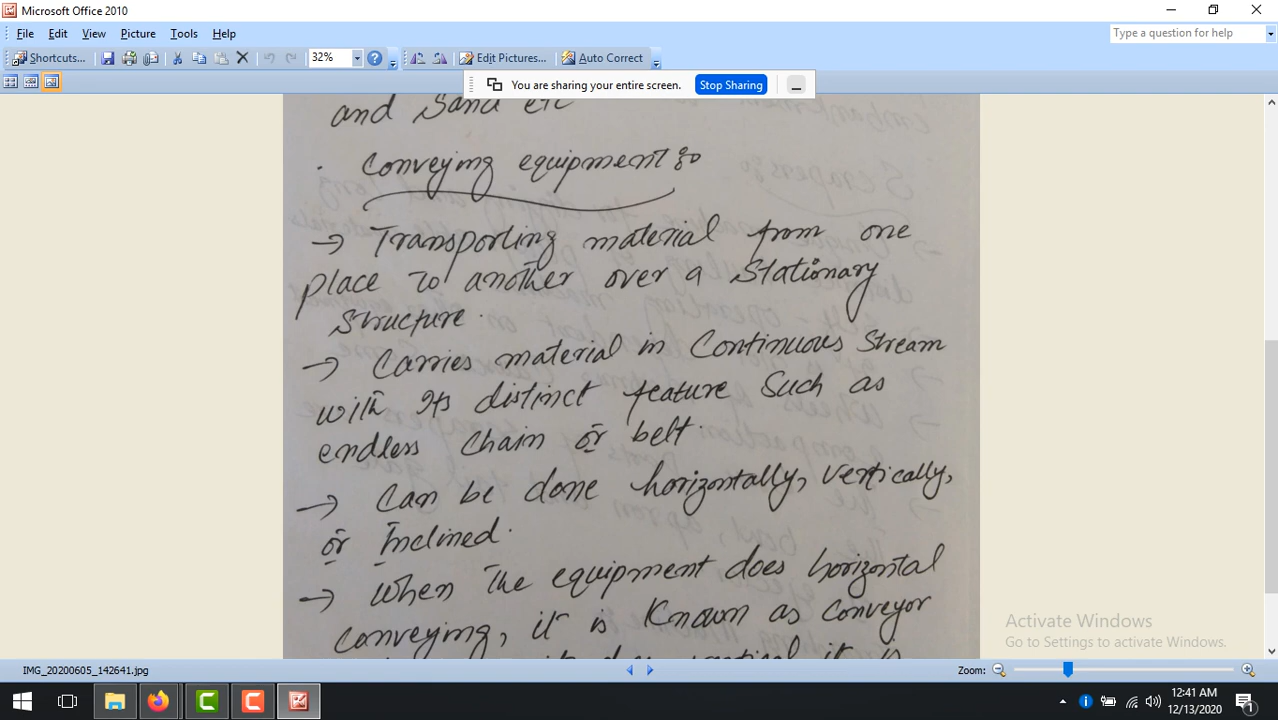 Microsoft Office 2010
File Edit View Picture Tools Help
Type a question for help
Shortcuts... 32% Edit Pictures... Auto Correct
You are sharing your entire screen. Stop Sharing
and Sand etc
Conveying equipment
→ Transporting material from one
place to another over a Stationary
Structure.
→ Carries material in Continuous Stream
with its distinct feature Such as
endless Chain or belt.
→ Can be done horizontally, vertically,
or Inclined.
→ When the equipment does horizontal
conveying, it is Known as conveyor
vertical it is
Activate Windows
Go to Settings to activate Windows.
IMG_20200605_142641.jpg
Zoom:
12:41 AM
12/13/2020
1